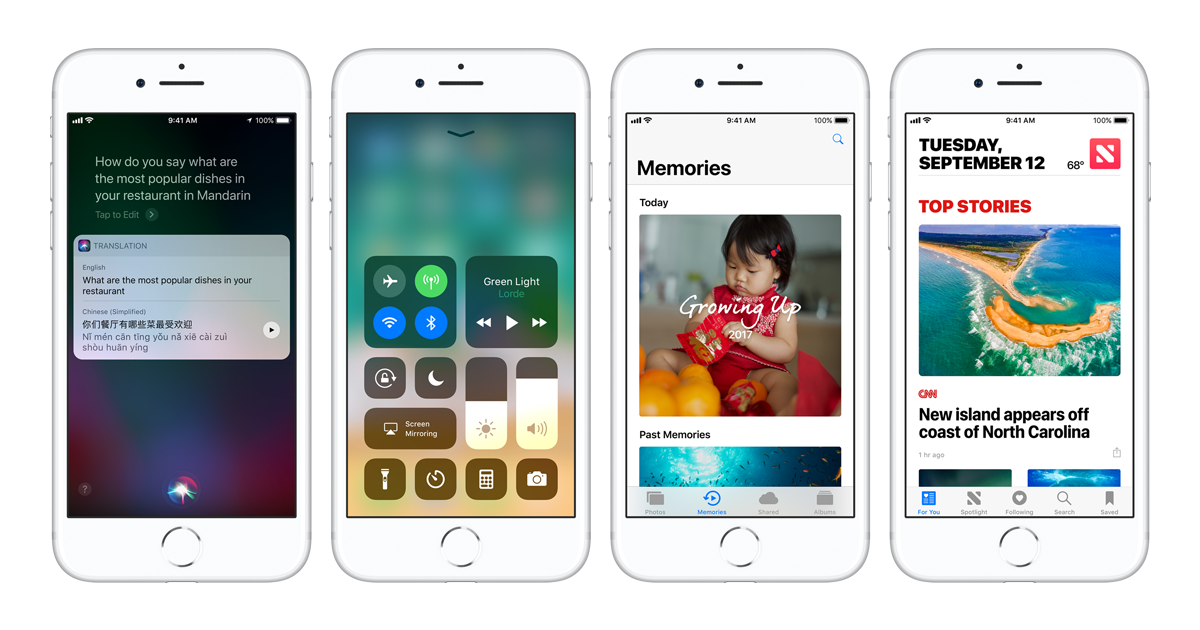 9:41 AM
100%
How do you say what are
the most popular dishes in
your restaurant in Mandarin
Tap to Edit
TRANSLATION
English
What are the most popular dishes in your
restaurant
Chinese (Simplified)
你们餐厅有哪些菜最受欢迎
Nǐ mén cān tīng yǒu nǎ xiē cài zuì
shòu huān yíng
?
Green Light
Lorde
Screen
Mirroring
9:41 AM
100%
Memories
Today
Growing Up
2017
Past Memories
Photos
Memories
Shared
Albums
9:41 AM
100%
TUESDAY,
SEPTEMBER 12
68°
TOP STORIES
CNN
New island appears off
coast of North Carolina
1 hr ago
For You
Spotlight
Following
Search
Saved